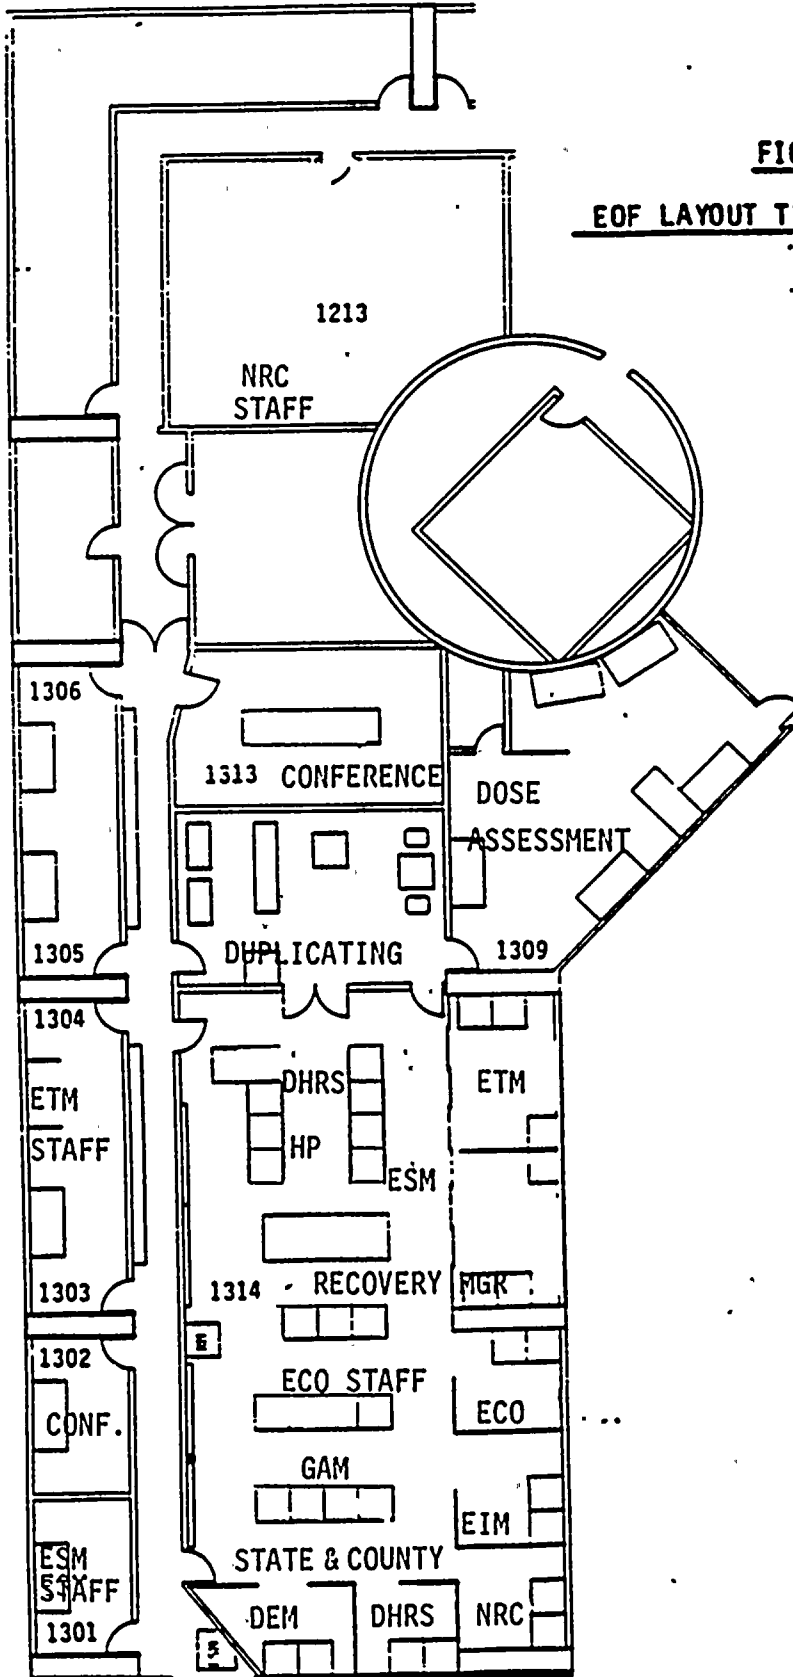 FIG
EOF LAYOUT T
1213
NRC
STAFF
1306
1313 CONFERENCE
DOSE
ASSESSMENT
1305
DUPLICATING
1309
1304
ETM
STAFF
DHRS
ETM
HP
ESM
1303
1314
RECOVERY MGR
1302
ECO STAFF
CONF.
ECO
GAM
EIM
ESM
STAFF
STATE & COUNTY
DEM
DHRS
NRC
1301